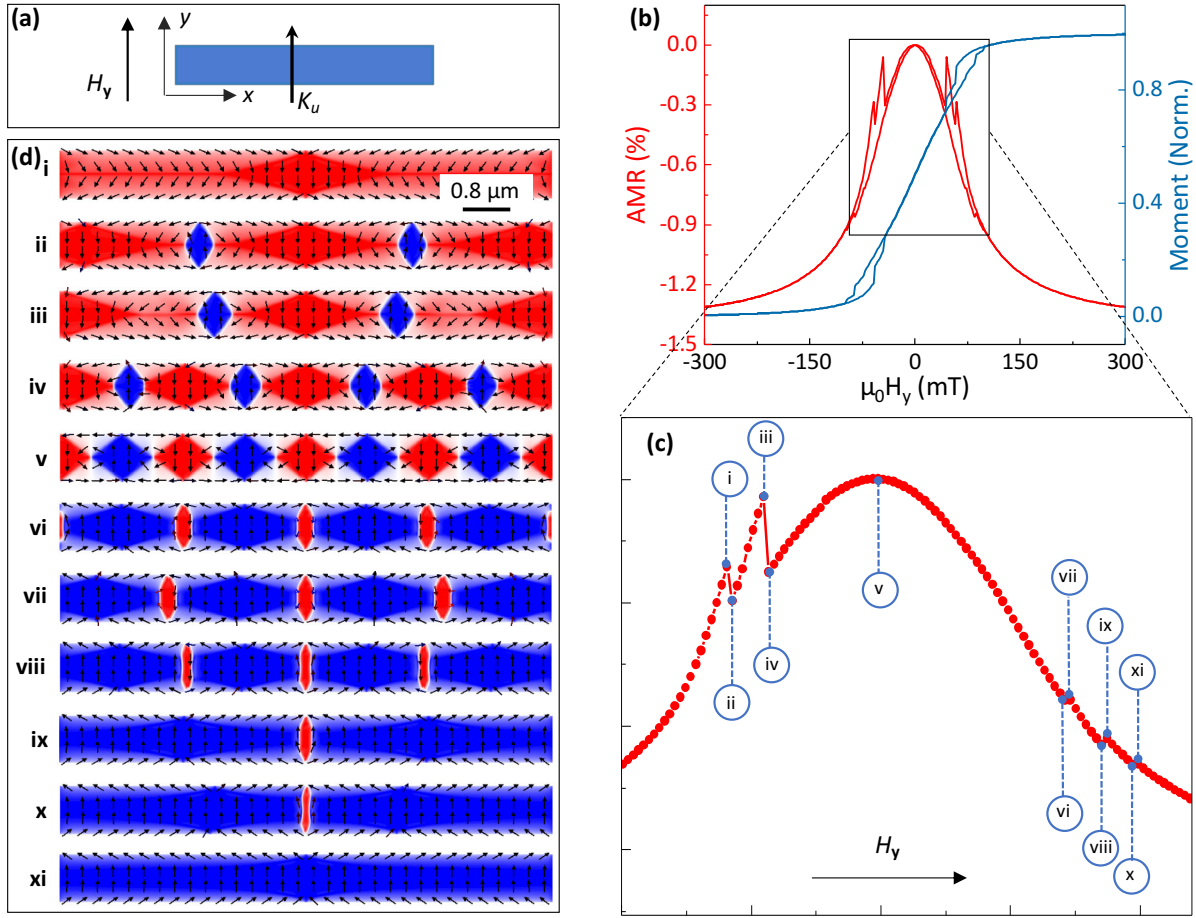 (a)
y
H_y
x
K_u
(b)
0.0
-0.3
-0.6
-0.9
-1.2
-1.5
AMR (%)
0.8
0.4
0.0
Moment (Norm.)
-300
-150
0
150
300
μ₀H_y (mT)
(d)
i
0.8 μm
ii
iii
iv
v
vi
vii
viii
ix
x
xi
(c)
i
iii
vii
ix
xi
v
iv
ii
vi
viii
x
H_y